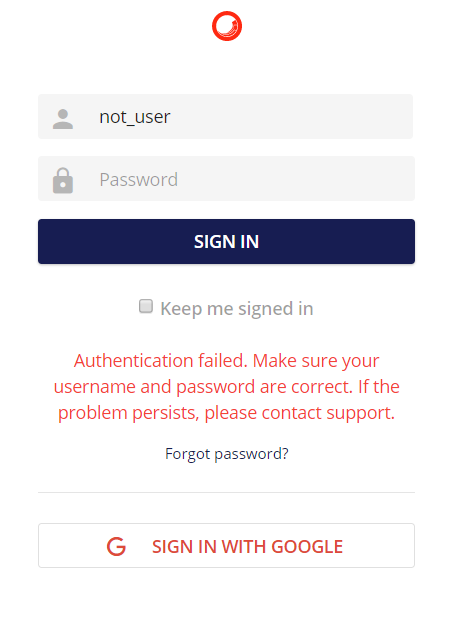 not_user
Password
SIGN IN
Keep me signed in
Authentication failed. Make sure your
username and password are correct. If the
problem persists, please contact support.
Forgot password?
SIGN IN WITH GOOGLE